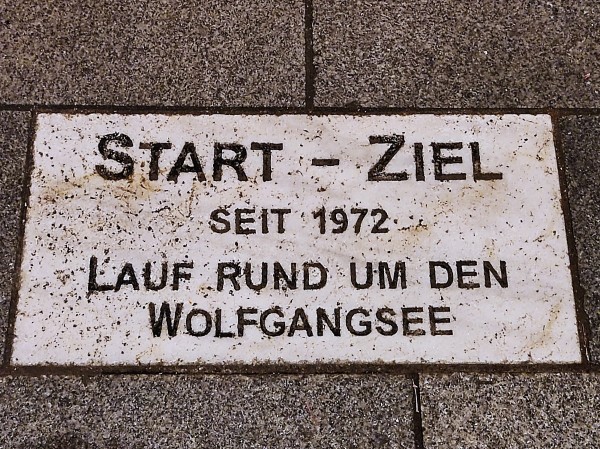 START – ZIEL
SEIT 1972
LAUF RUND UM DEN
WOLFGANGSEE